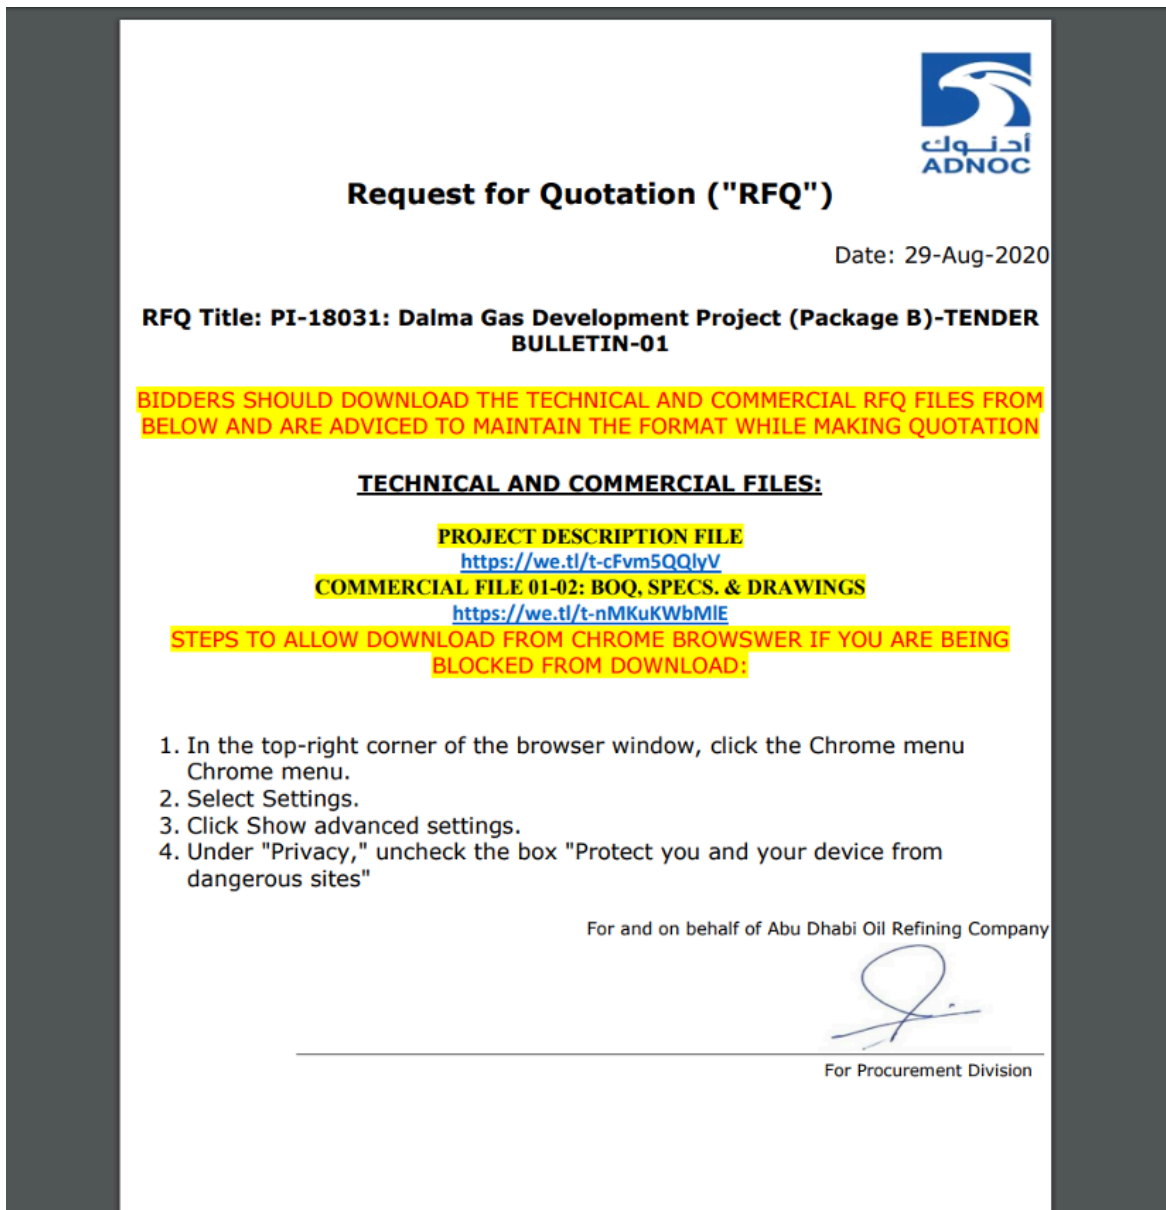 أدنوك
ADNOC
Request for Quotation ("RFQ")
Date: 29-Aug-2020
RFQ Title: PI-18031: Dalma Gas Development Project (Package B)-TENDER
BULLETIN-01
BIDDERS SHOULD DOWNLOAD THE TECHNICAL AND COMMERCIAL RFQ FILES FROM
BELOW AND ARE ADVICED TO MAINTAIN THE FORMAT WHILE MAKING QUOTATION
TECHNICAL AND COMMERCIAL FILES:
PROJECT DESCRIPTION FILE
https://we.tl/t-cFvm5QQlyV
COMMERCIAL FILE 01-02: BOQ, SPECS. & DRAWINGS
https://we.tl/t-nMKuKWbMlE
STEPS TO ALLOW DOWNLOAD FROM CHROME BROWSWER IF YOU ARE BEING
BLOCKED FROM DOWNLOAD:
1. In the top-right corner of the browser window, click the Chrome menu
Chrome menu.
2. Select Settings.
3. Click Show advanced settings.
4. Under "Privacy," uncheck the box "Protect you and your device from
dangerous sites"
For and on behalf of Abu Dhabi Oil Refining Company
For Procurement Division